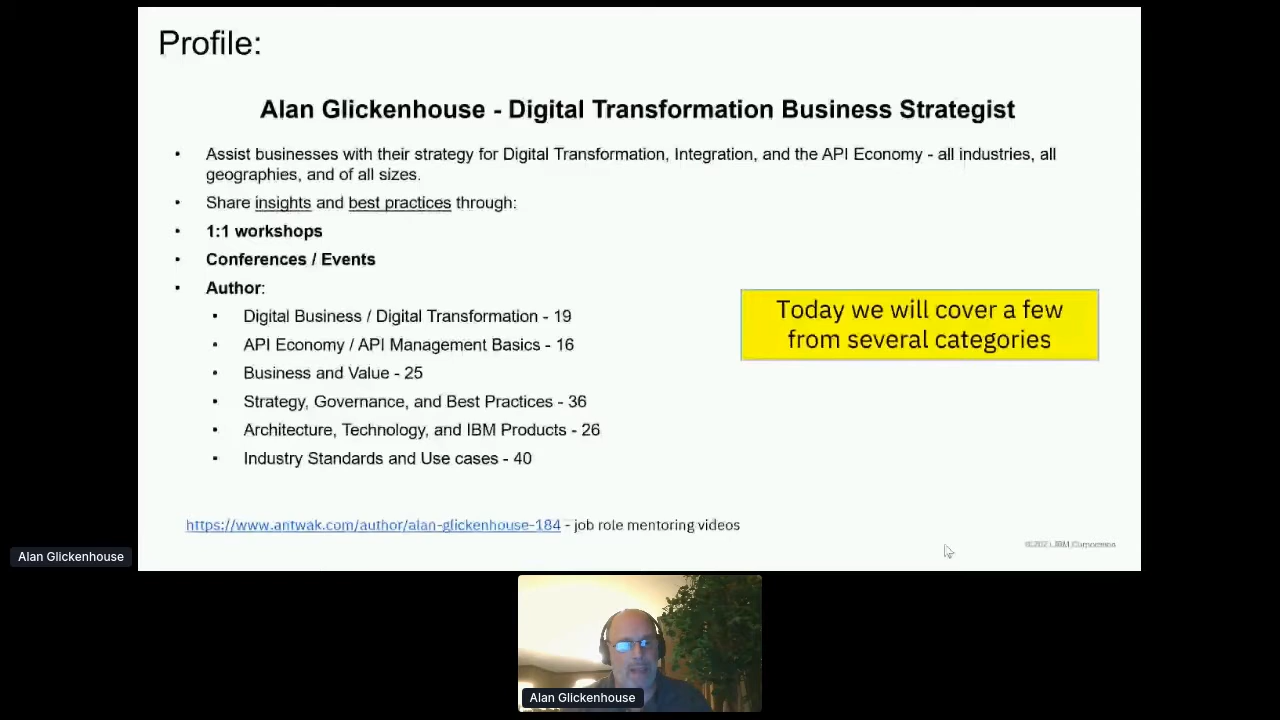 Profile:
Alan Glickenhouse - Digital Transformation Business Strategist
• Assist businesses with their strategy for Digital Transformation, Integration, and the API Economy - all industries, all
geographies, and of all sizes.
• Share insights and best practices through:
• 1:1 workshops
• Conferences / Events
• Author:
• Digital Business / Digital Transformation - 19
• API Economy / API Management Basics - 16
• Business and Value - 25
• Strategy, Governance, and Best Practices - 36
• Architecture, Technology, and IBM Products - 26
• Industry Standards and Use cases - 40
Today we will cover a few
from several categories
https://www.antwak.com/author/alan-glickenhouse-184 - job role mentoring videos
IBM Corporation
Alan Glickenhouse
Alan Glickenhouse